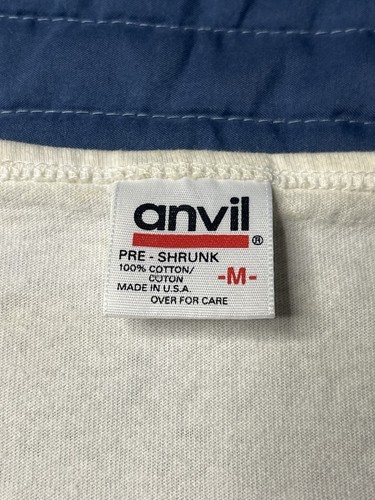 anvil
®
PRE - SHRUNK
100% COTTON/
COTON
-M-
MADE IN U.S.A.
OVER FOR CARE